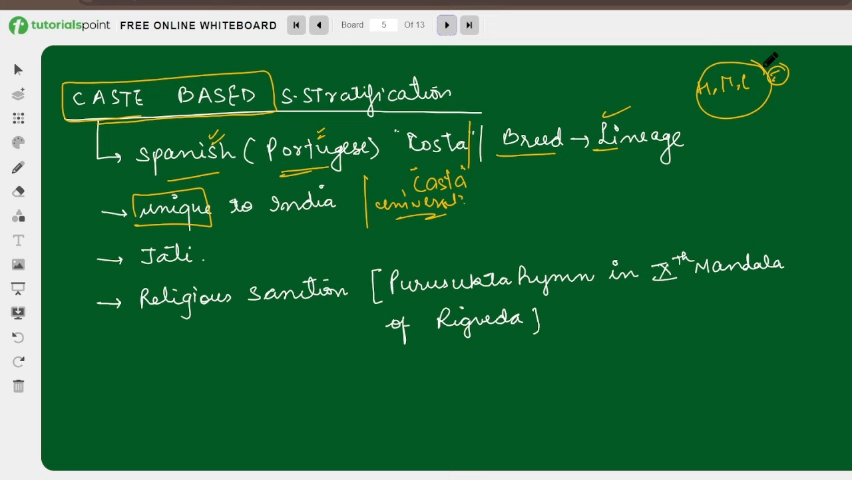 tutorialspoint FREE ONLINE WHITEBOARD Board 5 Of 13
CASTE BASED S.Stratification
H, M, L
Spanish (Portugese) "Costa" | Breed → Lineage
→ unique to India
"Casta"
universal
→ Jati.
→ Religious Sanction [Purusukta hymn in Xth Mandala
of Rigveda]